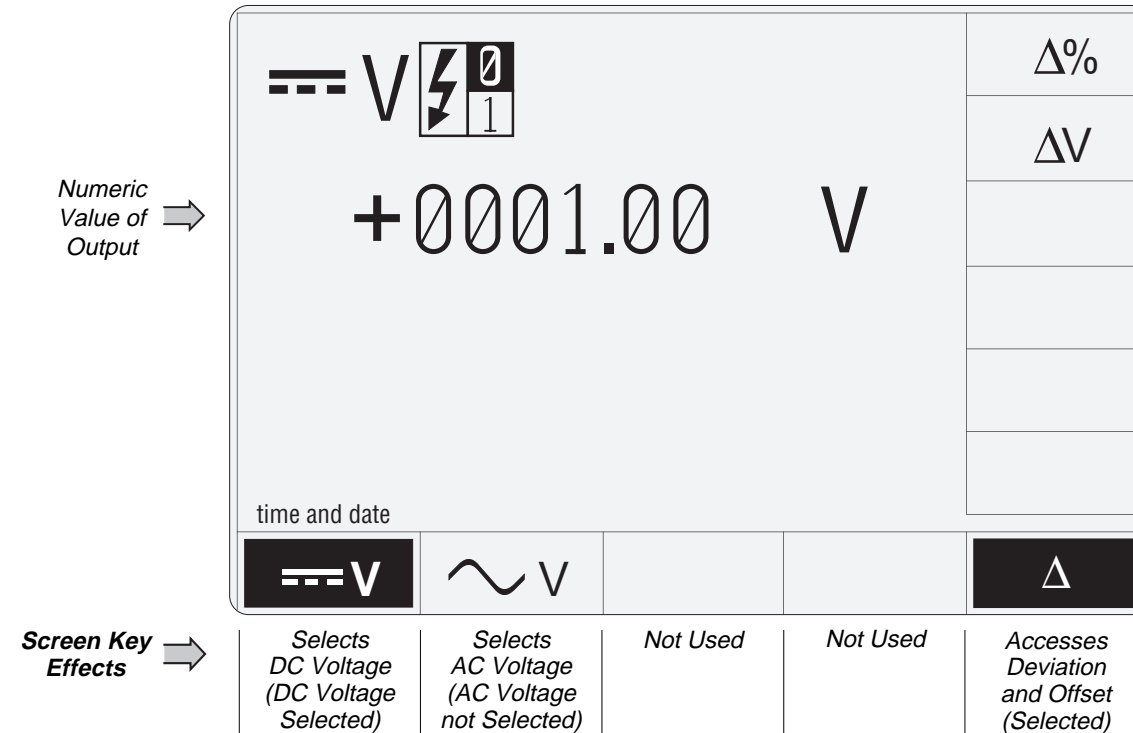 V 0
1
Δ%
ΔV
Numeric
Value of
Output
+0001.00 V
time and date
V
V
Δ
Screen Key
Effects
Selects
DC Voltage
(DC Voltage
Selected)
Selects
AC Voltage
(AC Voltage
not Selected)
Not Used
Not Used
Accesses
Deviation
and Offset
(Selected)